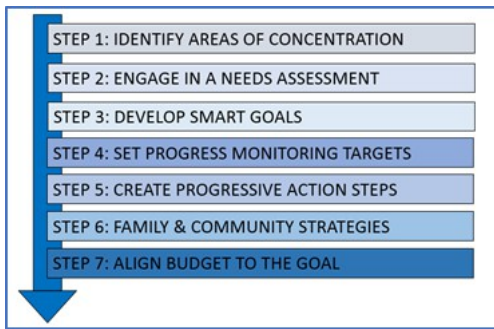 STEP 1: IDENTIFY AREAS OF CONCENTRATION
STEP 2: ENGAGE IN A NEEDS ASSESSMENT
STEP 3: DEVELOP SMART GOALS
STEP 4: SET PROGRESS MONITORING TARGETS
STEP 5: CREATE PROGRESSIVE ACTION STEPS
STEP 6: FAMILY & COMMUNITY STRATEGIES
STEP 7: ALIGN BUDGET TO THE GOAL